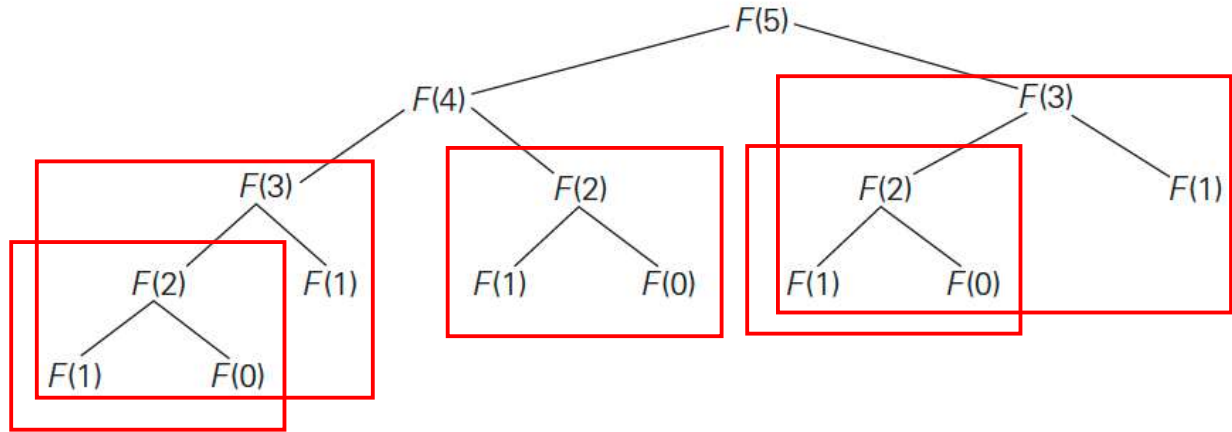 F(5)
F(4) F(3)
F(3) F(2) F(2) F(1)
F(2) F(1) F(1) F(0) F(1) F(0)
F(1) F(0)